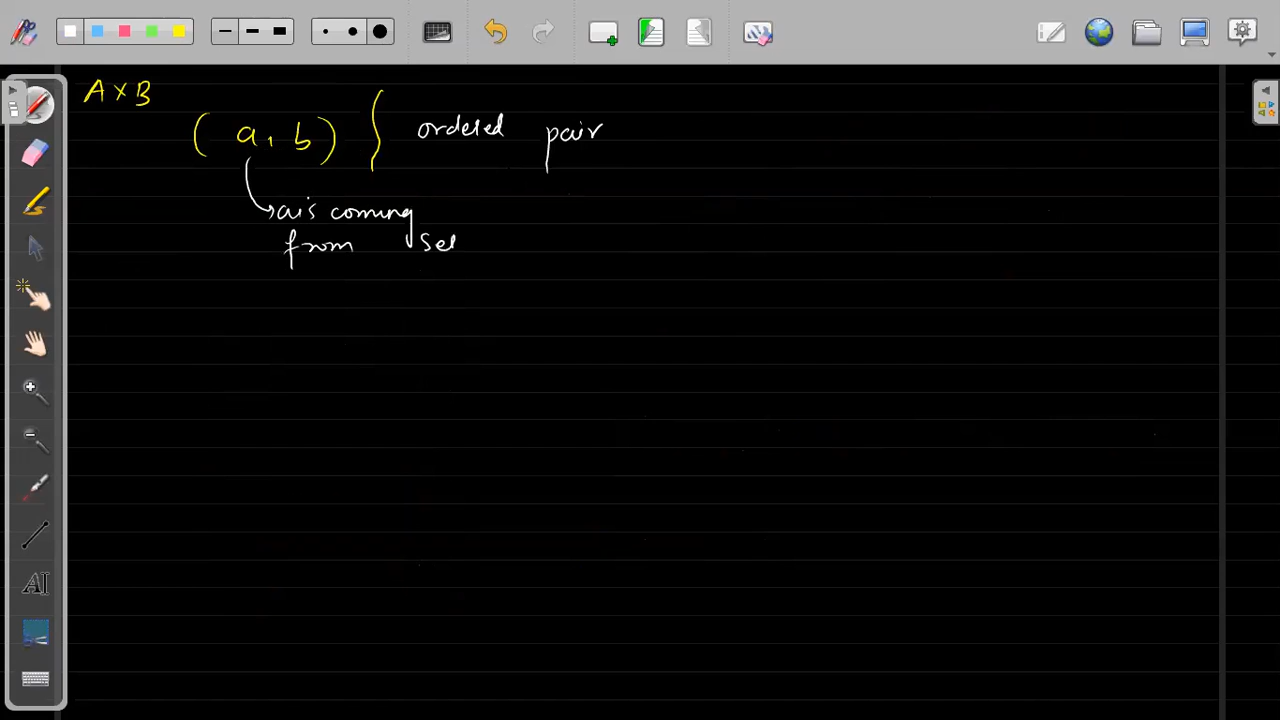 A × B
(a, b) } ordered pair
a is coming
from set